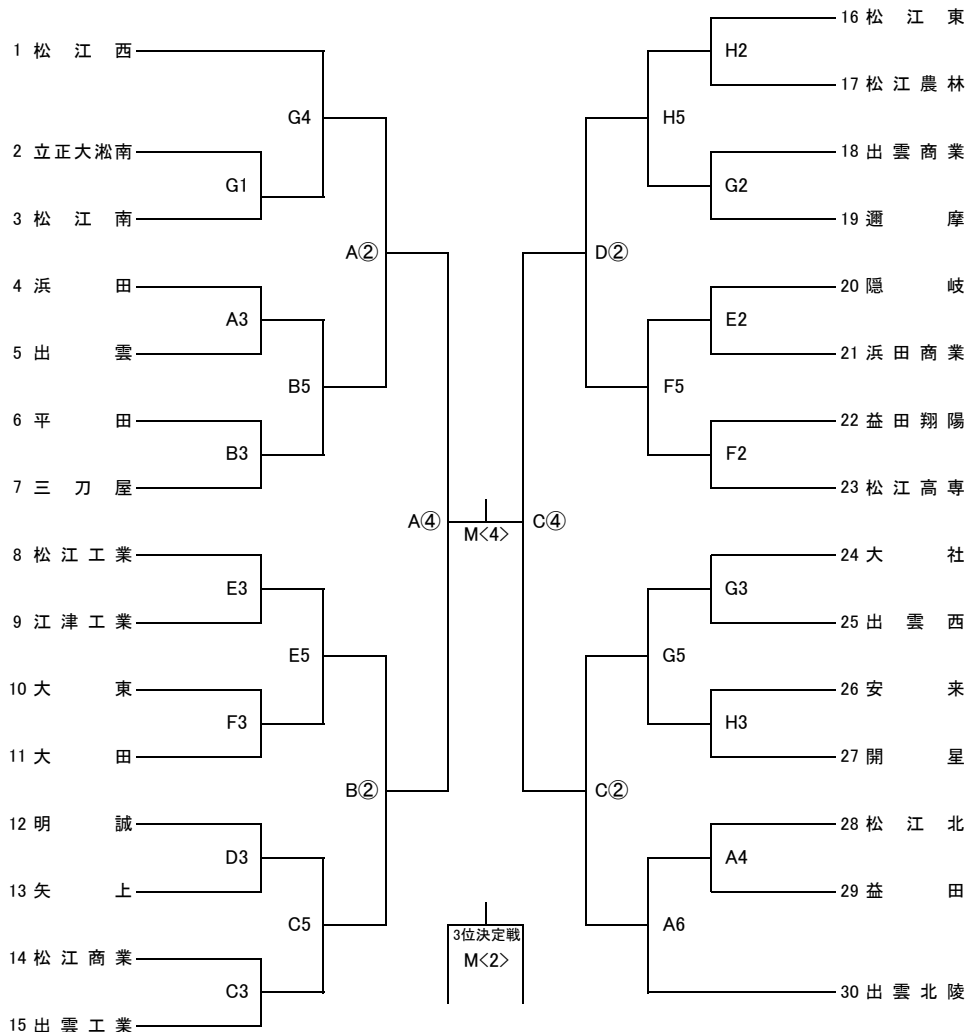 1 松江西
G4
2 立正大淞南
G1
3 松江南
A②
4 浜田
A3
5 出雲
B5
6 平田
B3
7 三刀屋
A④
8 松江工業
E3
9 江津工業
E5
10 大東
F3
11 大田
B②
12 明誠
D3
13 矢上
C5
14 松江商業
C3
15 出雲工業
M<4>
3位決定戦
M<2>
16 松江東
H2
17 松江農林
H5
18 出雲商業
G2
19 邇摩
D②
20 隠岐
E2
21 浜田商業
F5
22 益田翔陽
F2
23 松江高専
C④
24 大社
G3
25 出雲西
G5
26 安来
H3
27 開星
C②
28 松江北
A4
29 益田
A6
30 出雲北陵